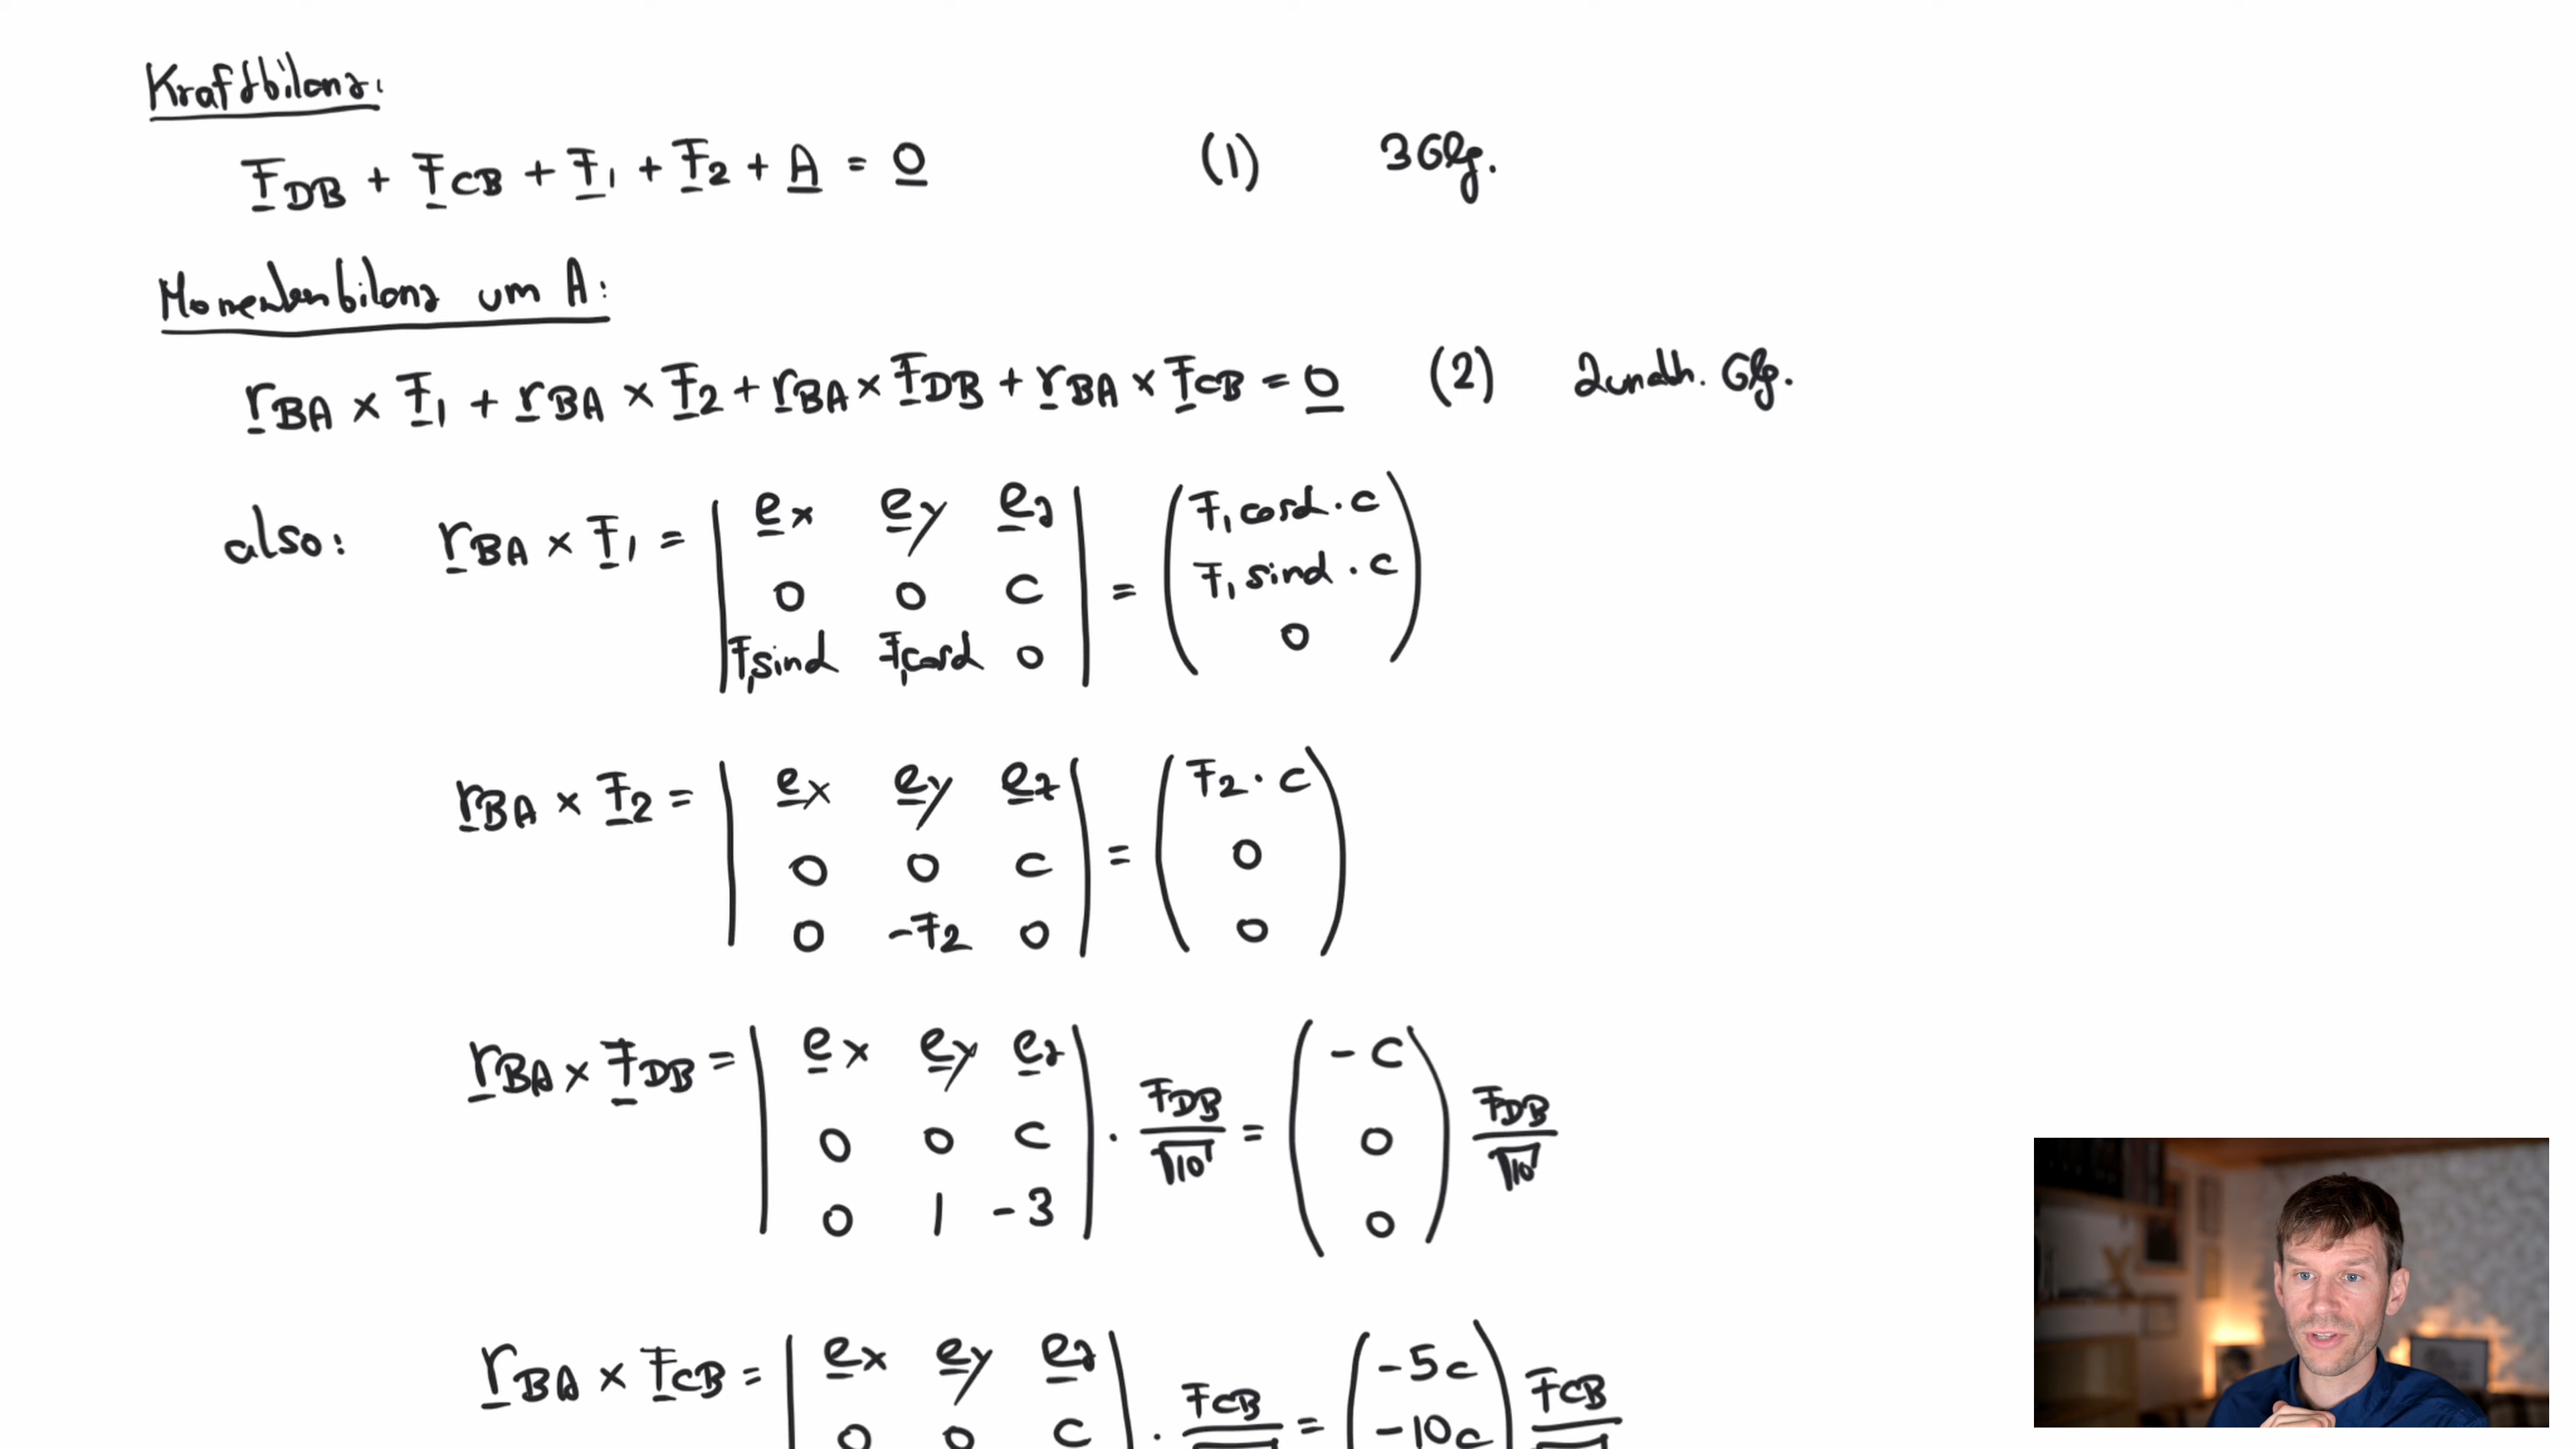 Kraftbilanz:
F_DB + F_CB + F_1 + F_2 + A = 0 (1) 3 Glg.
Momentenbilanz um A:
r_BA × F_1 + r_BA × F_2 + r_BA × F_DB + r_BA × F_CB = 0 (2) 2 unabh. Glg.
also: r_BA × F_1 = | e_x e_y e_z | = ( F_1 cosα · c )
0 0 c F_1 sinα · c
F_1 sinα F_1 cosα 0 0
r_BA × F_2 = | e_x e_y e_z | = ( F_2 · c )
0 0 c 0
0 -F_2 0 0
r_BA × F_DB = | e_x e_y e_z | · F_DB/√10 = ( -c ) F_DB/√10
0 0 c 0
0 1 -3 0
r_BA × F_CB = | e_x e_y e_z | · F_CB = ( -5c ) F_CB
0 0 c -10c